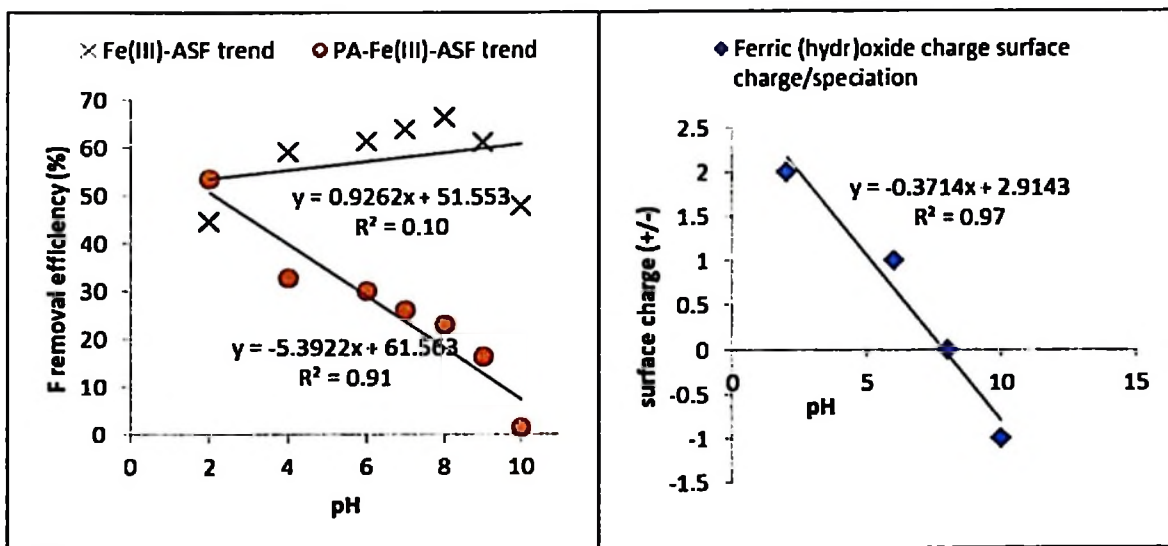 Fe(III)-ASF trend PA-Fe(III)-ASF trend
70
60
50
40
30
20
10
0
F removal efficiency (%)
y = 0.9262x + 51.553
R² = 0.10
y = -5.3922x + 61.563
R² = 0.91
0 2 4 6 8 10
pH
Ferric (hydr)oxide charge surface
charge/speciation
2.5
2
1.5
1
0.5
0
-0.5
-1
-1.5
surface charge (+/-)
y = -0.3714x + 2.9143
R² = 0.97
0 5 10 15
pH